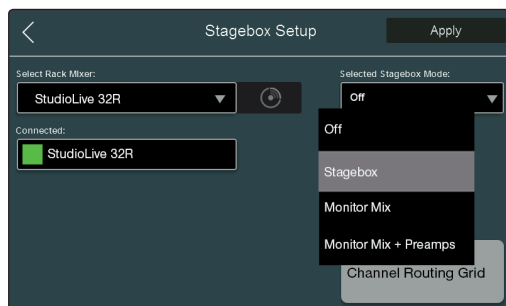 Stagebox Setup
Apply
Select Rack MIxer:
StudioLive 32R
Selected Stagebox Mode:
Off
Connected:
StudioLive 32R
Off
Stagebox
Monitor Mix
Monitor Mix + Preamps
Channel Routing Grid